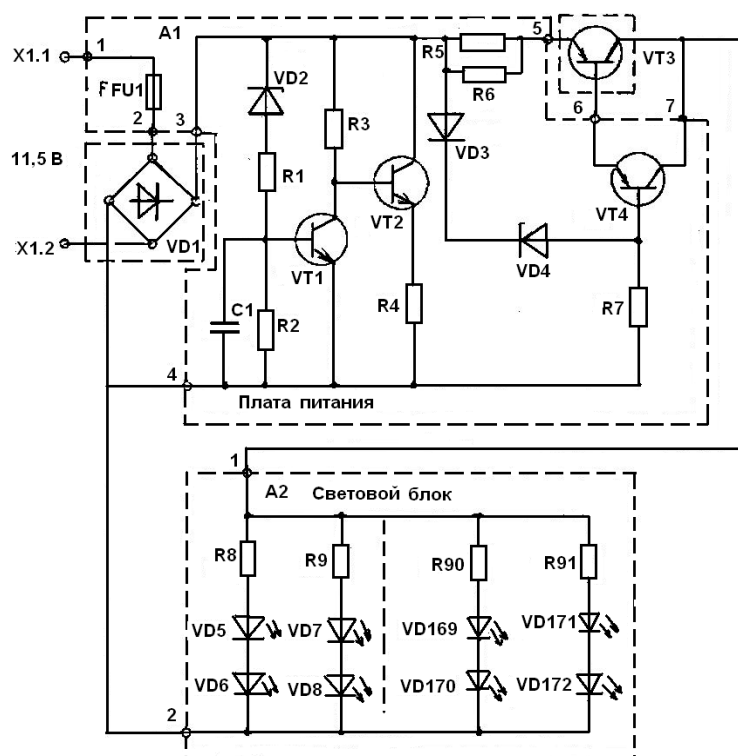 A1
X1.1
1
FU1
2
3
11,5 В
X1.2
VD1
VD2
R1
R3
VT1
C1
R2
VT2
R4
R5
R6
VD3
VD4
5
VT3
6
7
VT4
R7
4
Плата питания
1
A2 Световой блок
R8
R9
R90
R91
VD5
VD7
VD169
VD171
VD6
VD8
VD170
VD172
2